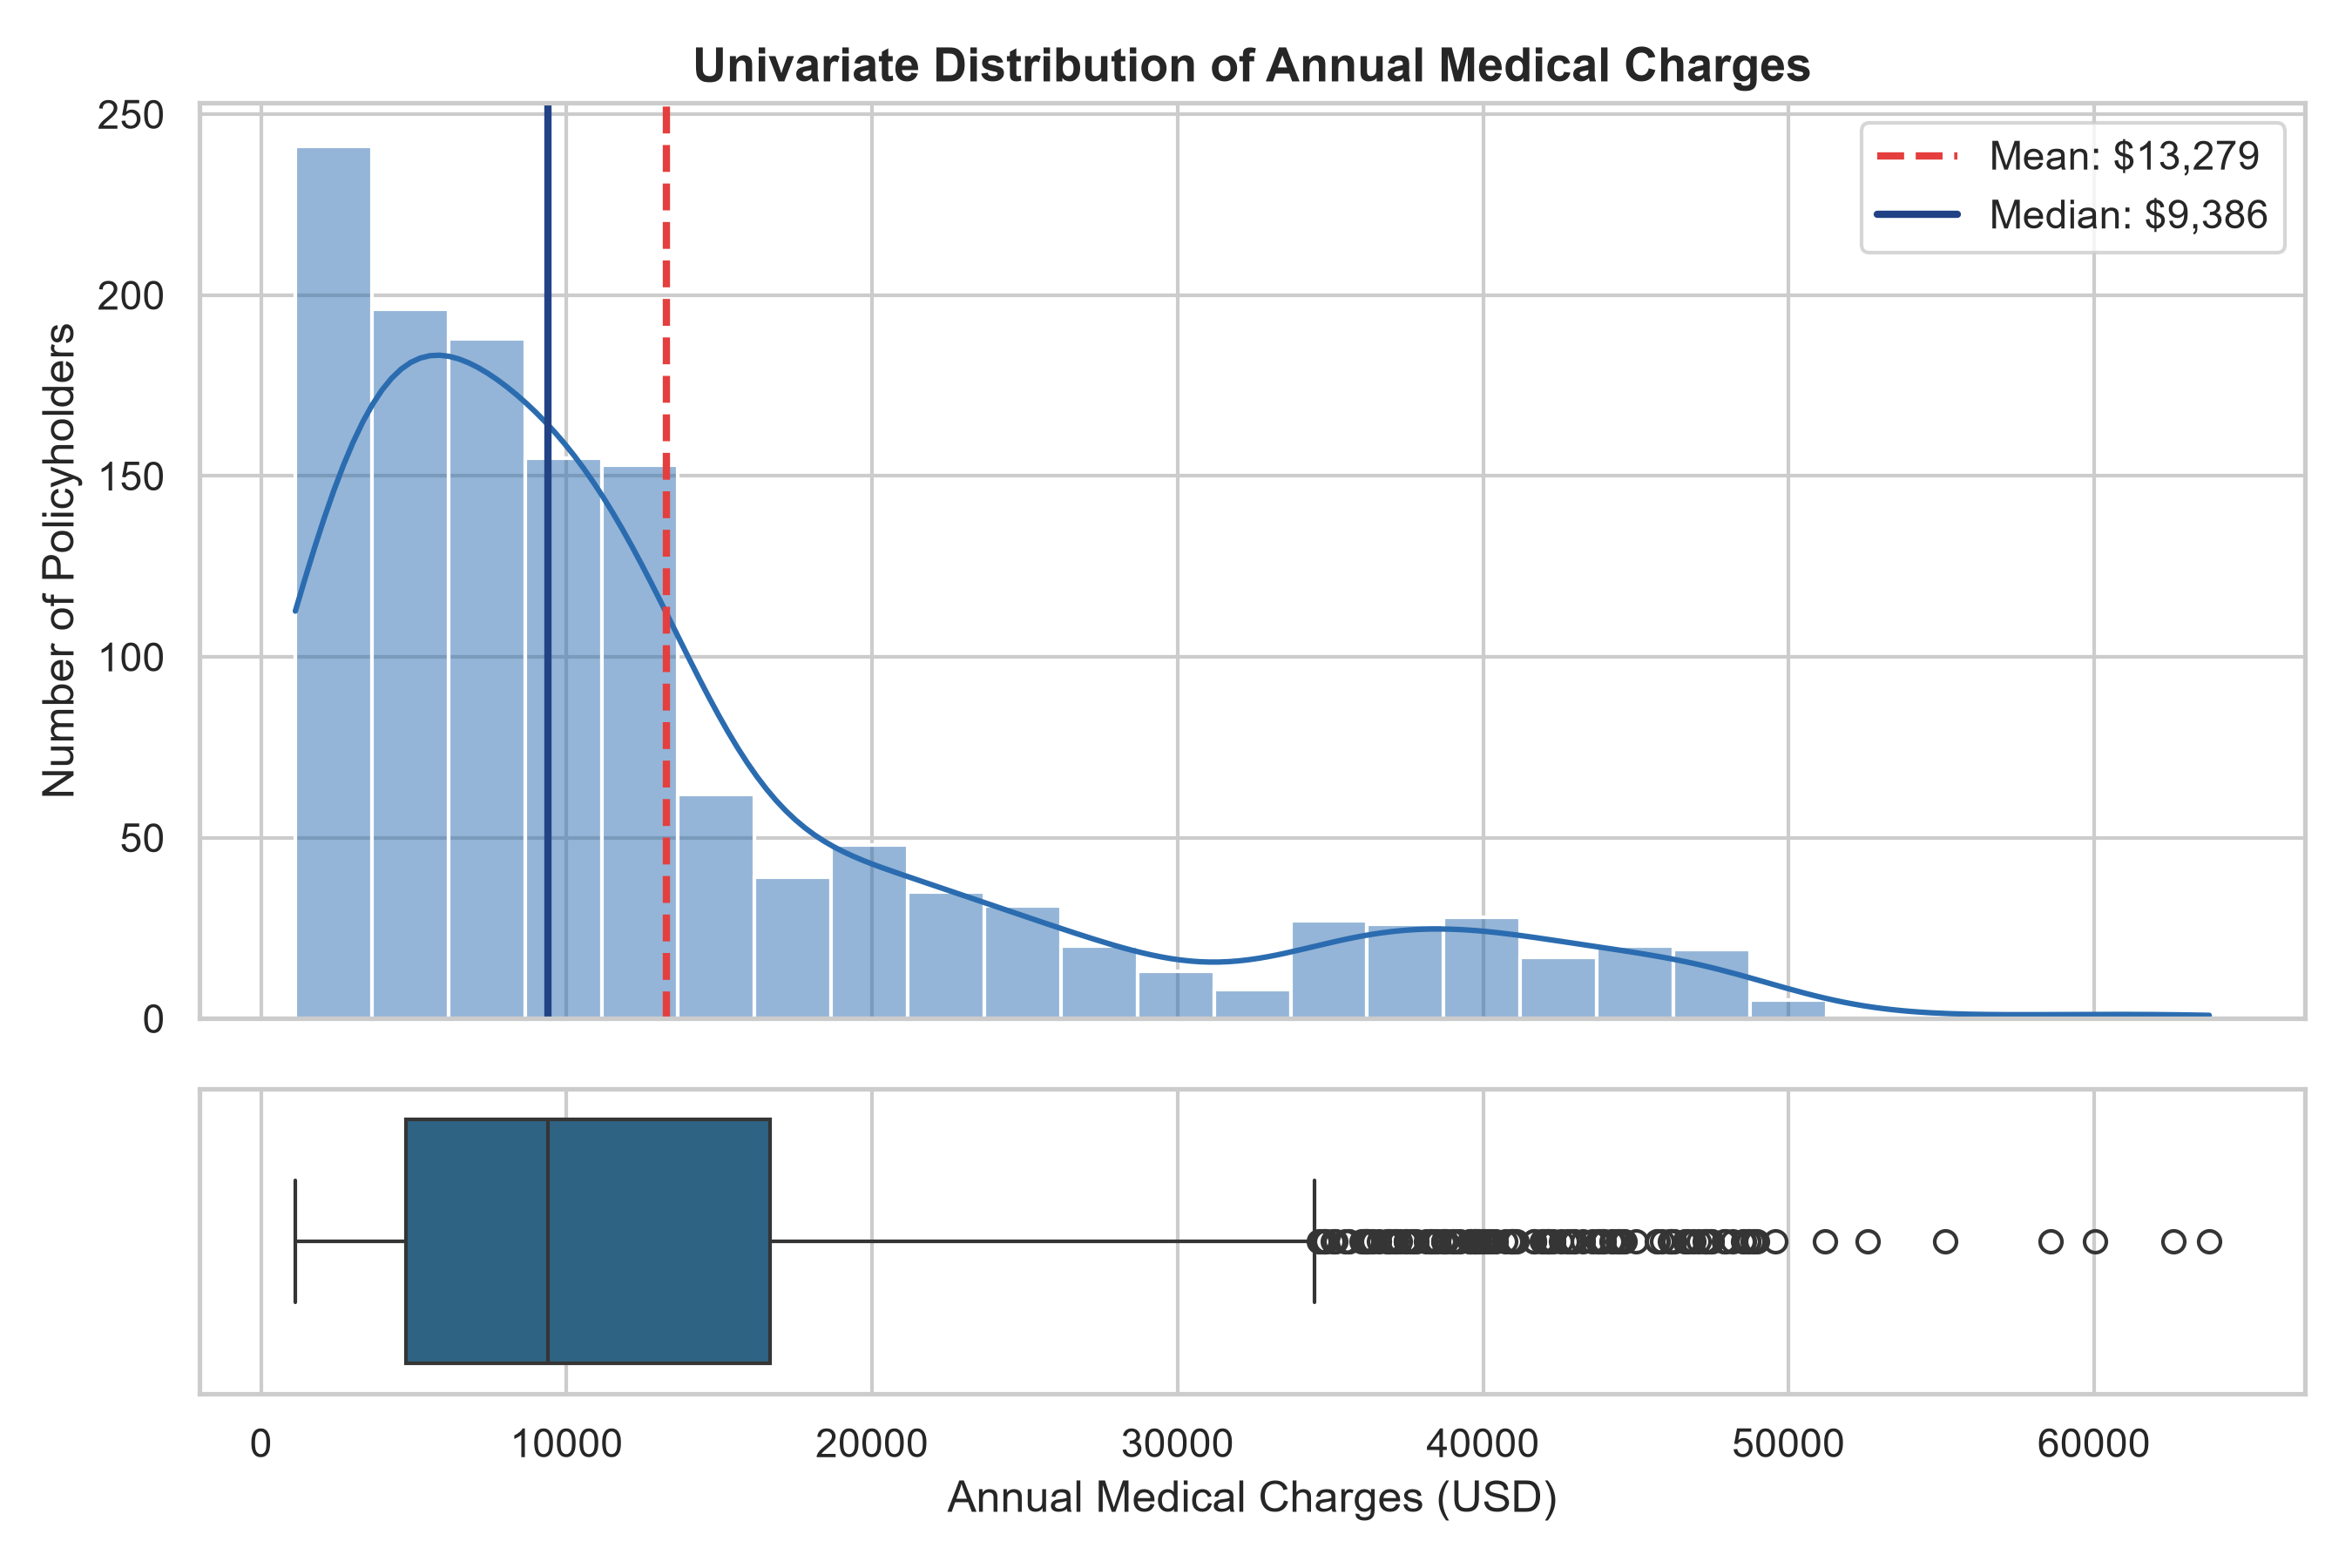 Univariate Distribution of Annual Medical Charges
250
200
150
100
50
0
Number of Policyholders
Mean: $13,279
Median: $9,386
0 10000 20000 30000 40000 50000 60000
Annual Medical Charges (USD)